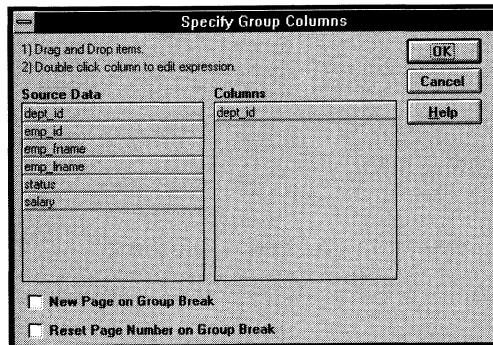 Specify Group Columns
1) Drag and Drop items.
2) Double click column to edit expression.
OK
Cancel
Help
Source Data
Columns
dept_id
emp_id
emp_fname
emp_lname
status
salary
dept_id
New Page on Group Break
Reset Page Number on Group Break